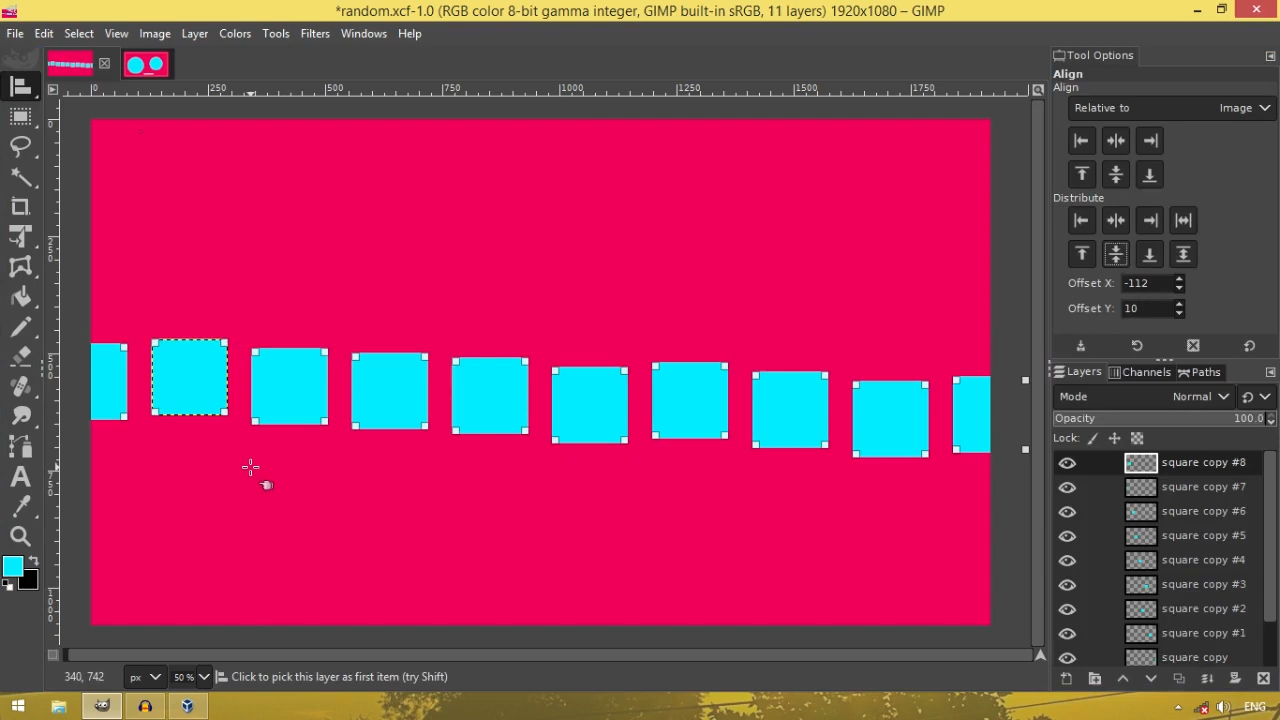 *random.xcf-1.0 (RGB color 8-bit gamma integer, GIMP built-in sRGB, 11 layers) 1920x1080 – GIMP
File Edit Select View Image Layer Colors Tools Filters Windows Help
Tool Options
Align
Align
Relative to Image
Distribute
Offset X: -112
Offset Y: 10
0 250 500 750 1000 1250 1500 1750
0
250
500
750
1000
Layers Channels Paths
Mode Normal
Opacity 100.0
Lock:
square copy #8
square copy #7
square copy #6
square copy #5
square copy #4
square copy #3
square copy #2
square copy #1
square copy
340, 742 px 50 % Click to pick this layer as first item (try Shift)
ENG